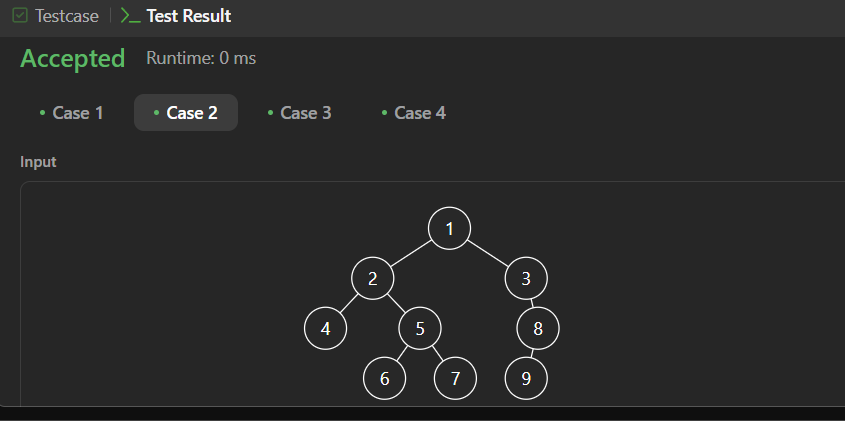 Testcase Test Result
Accepted Runtime: 0 ms
Case 1 Case 2 Case 3 Case 4
Input
1
2 3
4 5 8
6 7 9